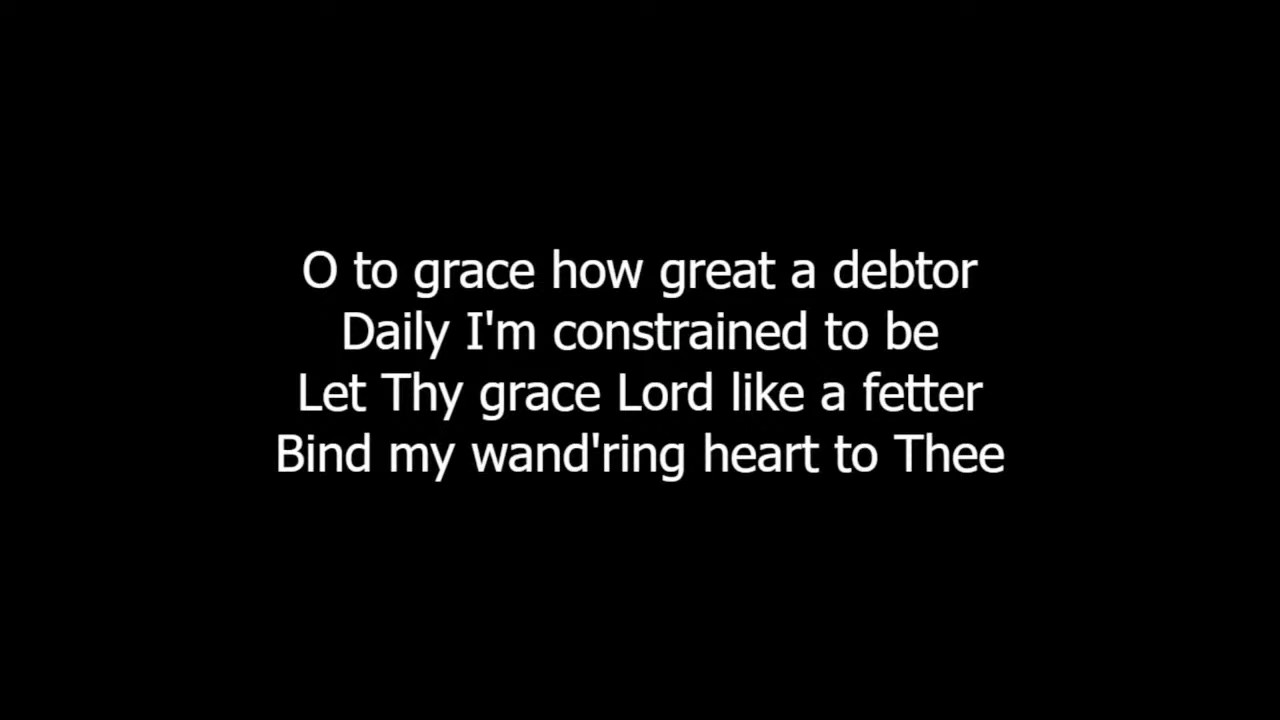 O to grace how great a debtor
Daily I'm constrained to be
Let Thy grace Lord like a fetter
Bind my wand'ring heart to Thee